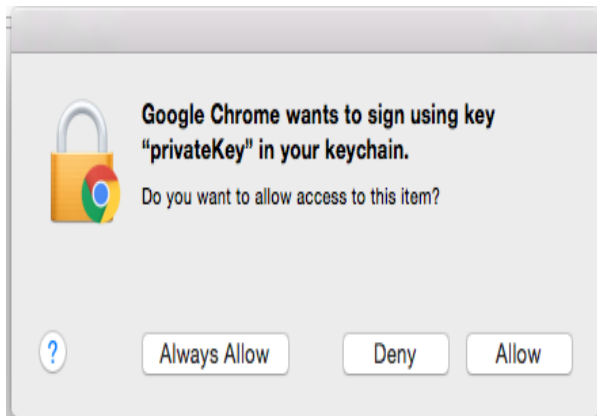 Google Chrome wants to sign using key
“privateKey” in your keychain.
Do you want to allow access to this item?
?
Always Allow
Deny
Allow